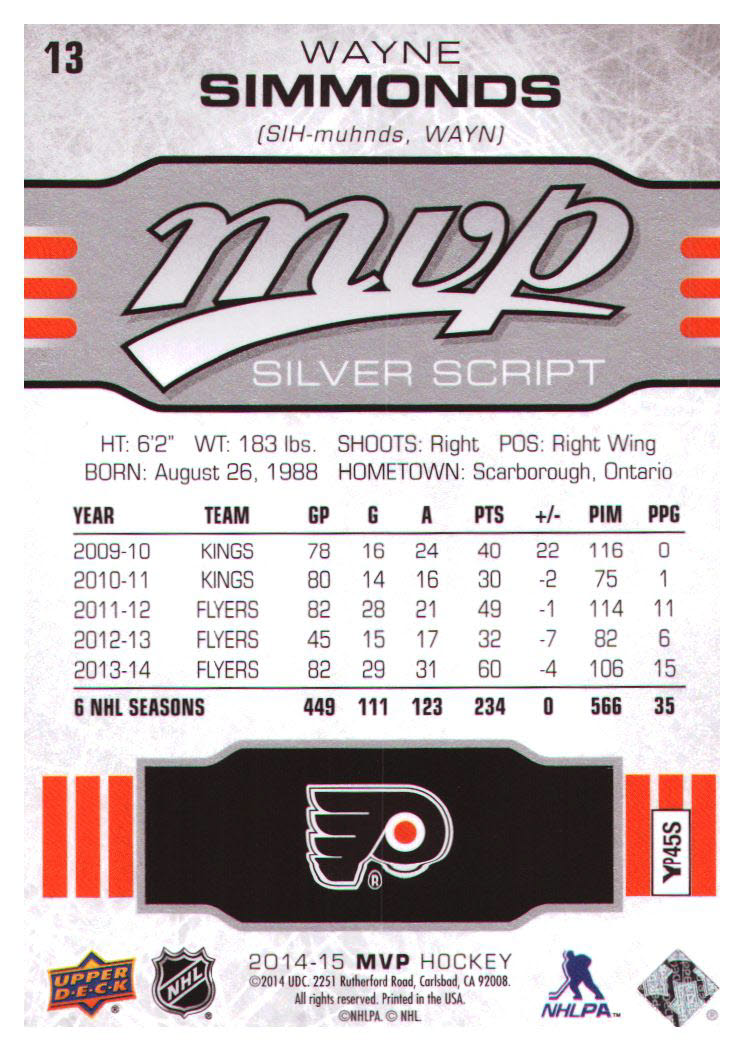 13
WAYNE
SIMMONDS
(SIH-muhnds, WAYN)
mvp
SILVER SCRIPT
HT: 6'2" WT: 183 lbs. SHOOTS: Right POS: Right Wing
BORN: August 26, 1988 HOMETOWN: Scarborough, Ontario
YEAR TEAM GP G A PTS +/- PIM PPG
2009-10 KINGS 78 16 24 40 22 116 0
2010-11 KINGS 80 14 16 30 -2 75 1
2011-12 FLYERS 82 28 21 49 -1 114 11
2012-13 FLYERS 45 15 17 32 -7 82 6
2013-14 FLYERS 82 29 31 60 -4 106 15
6 NHL SEASONS 449 111 123 234 0 566 35
®
YP45S
UPPER
D·E·C·K
®
NHL
®
2014-15 MVP HOCKEY
©2014 UDC. 2251 Rutherford Road, Carlsbad, CA 92008.
All rights reserved. Printed in the USA.
©NHLPA. © NHL.
NHLPA™